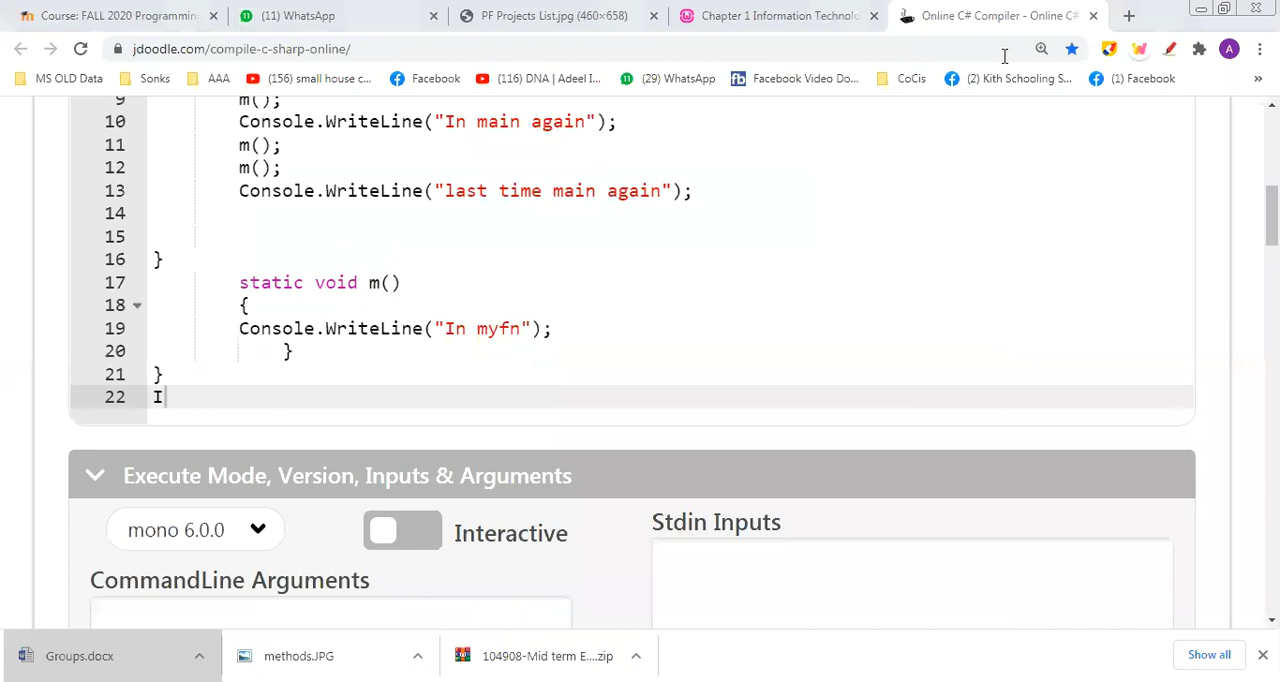 Course: FALL 2020 Programming
(11) WhatsApp
PF Projects List.jpg (460×658)
Chapter 1 Information Technolo
Online C# Compiler - Online C#
jdoodle.com/compile-c-sharp-online/
A
MS OLD Data
Sonks
AAA
(156) small house c...
Facebook
(116) DNA | Adeel I...
(29) WhatsApp
Facebook Video Do...
CoCis
(2) Kith Schooling S...
(1) Facebook
»
9 m();
10 Console.WriteLine("In main again");
11 m();
12 m();
13 Console.WriteLine("last time main again");
14
15
16 }
17 static void m()
18 {
19 Console.WriteLine("In myfn");
20 }
21 }
22
Execute Mode, Version, Inputs & Arguments
mono 6.0.0
Interactive
Stdin Inputs
CommandLine Arguments
Groups.docx
methods.JPG
104908-Mid term E....zip
Show all